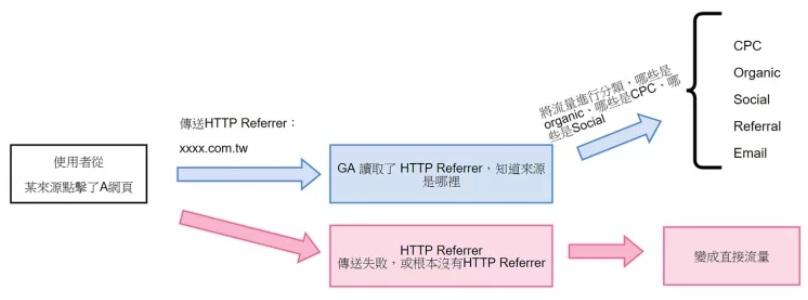 使用者從
某來源點擊了A網頁
傳送HTTP Referrer：
xxxx.com.tw
GA 讀取了 HTTP Referrer，知道來源
是哪裡
將流量進行分類，哪些是
organic、哪些是CPC、哪
些是Social
CPC
Organic
Social
Referral
Email
HTTP Referrer
傳送失敗，或根本沒有HTTP Referrer
變成直接流量